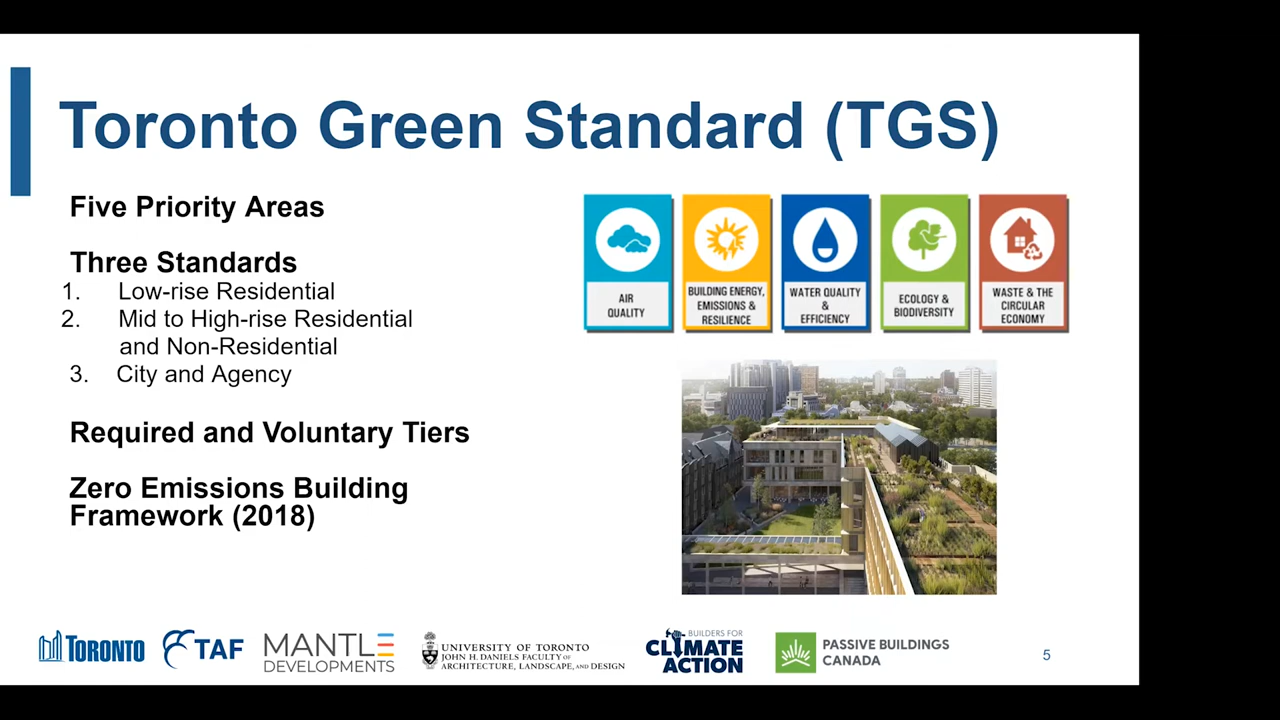 Toronto Green Standard (TGS)
Five Priority Areas
Three Standards
1. Low-rise Residential
2. Mid to High-rise Residential
and Non-Residential
3. City and Agency
Required and Voluntary Tiers
Zero Emissions Building
Framework (2018)
AIR
QUALITY
BUILDING ENERGY,
EMISSIONS &
RESILIENCE
WATER QUALITY
&
EFFICIENCY
ECOLOGY &
BIODIVERSITY
WASTE & THE
CIRCULAR
ECONOMY
TORONTO
TAF
MANTLE
DEVELOPMENTS
UNIVERSITY OF TORONTO
JOHN H. DANIELS FACULTY OF
ARCHITECTURE, LANDSCAPE, AND DESIGN
BUILDERS FOR
CLIMATE
ACTION
PASSIVE BUILDINGS
CANADA
5